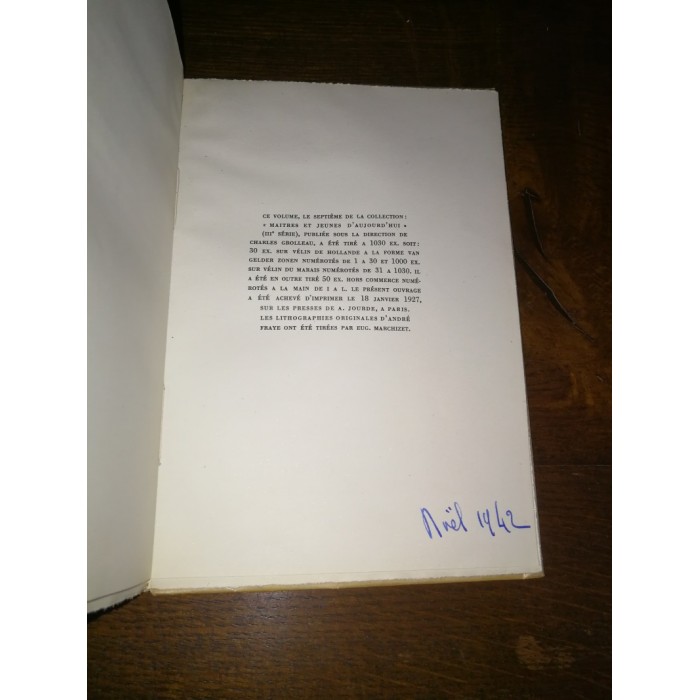 CE VOLUME, LE SEPTIÈME DE LA COLLECTION :
« MAITRES ET JEUNES D'AUJOURD'HUI »
(IIIe SÉRIE), PUBLIÉE SOUS LA DIRECTION DE
CHARLES GROLLEAU, A ÉTÉ TIRÉ A 1030 EX. SOIT :
30 EX. SUR VÉLIN DE HOLLANDE A LA FORME VAN
GELDER ZONEN NUMÉROTÉS DE 1 A 30 ET 1000 EX.
SUR VÉLIN DU MARAIS NUMÉROTÉS DE 31 A 1030. IL
A ÉTÉ EN OUTRE TIRÉ 50 EX. HORS COMMERCE NUMÉ-
ROTÉS A LA MAIN DE I A L. LE PRÉSENT OUVRAGE
A ÉTÉ ACHEVÉ D'IMPRIMER LE 18 JANVIER 1927,
SUR LES PRESSES DE A. JOURDE, A PARIS.
LES LITHOGRAPHIES ORIGINALES D'ANDRÉ
FRAYE ONT ÉTÉ TIRÉES PAR EUG. MARCHIZET.
Noël 1942